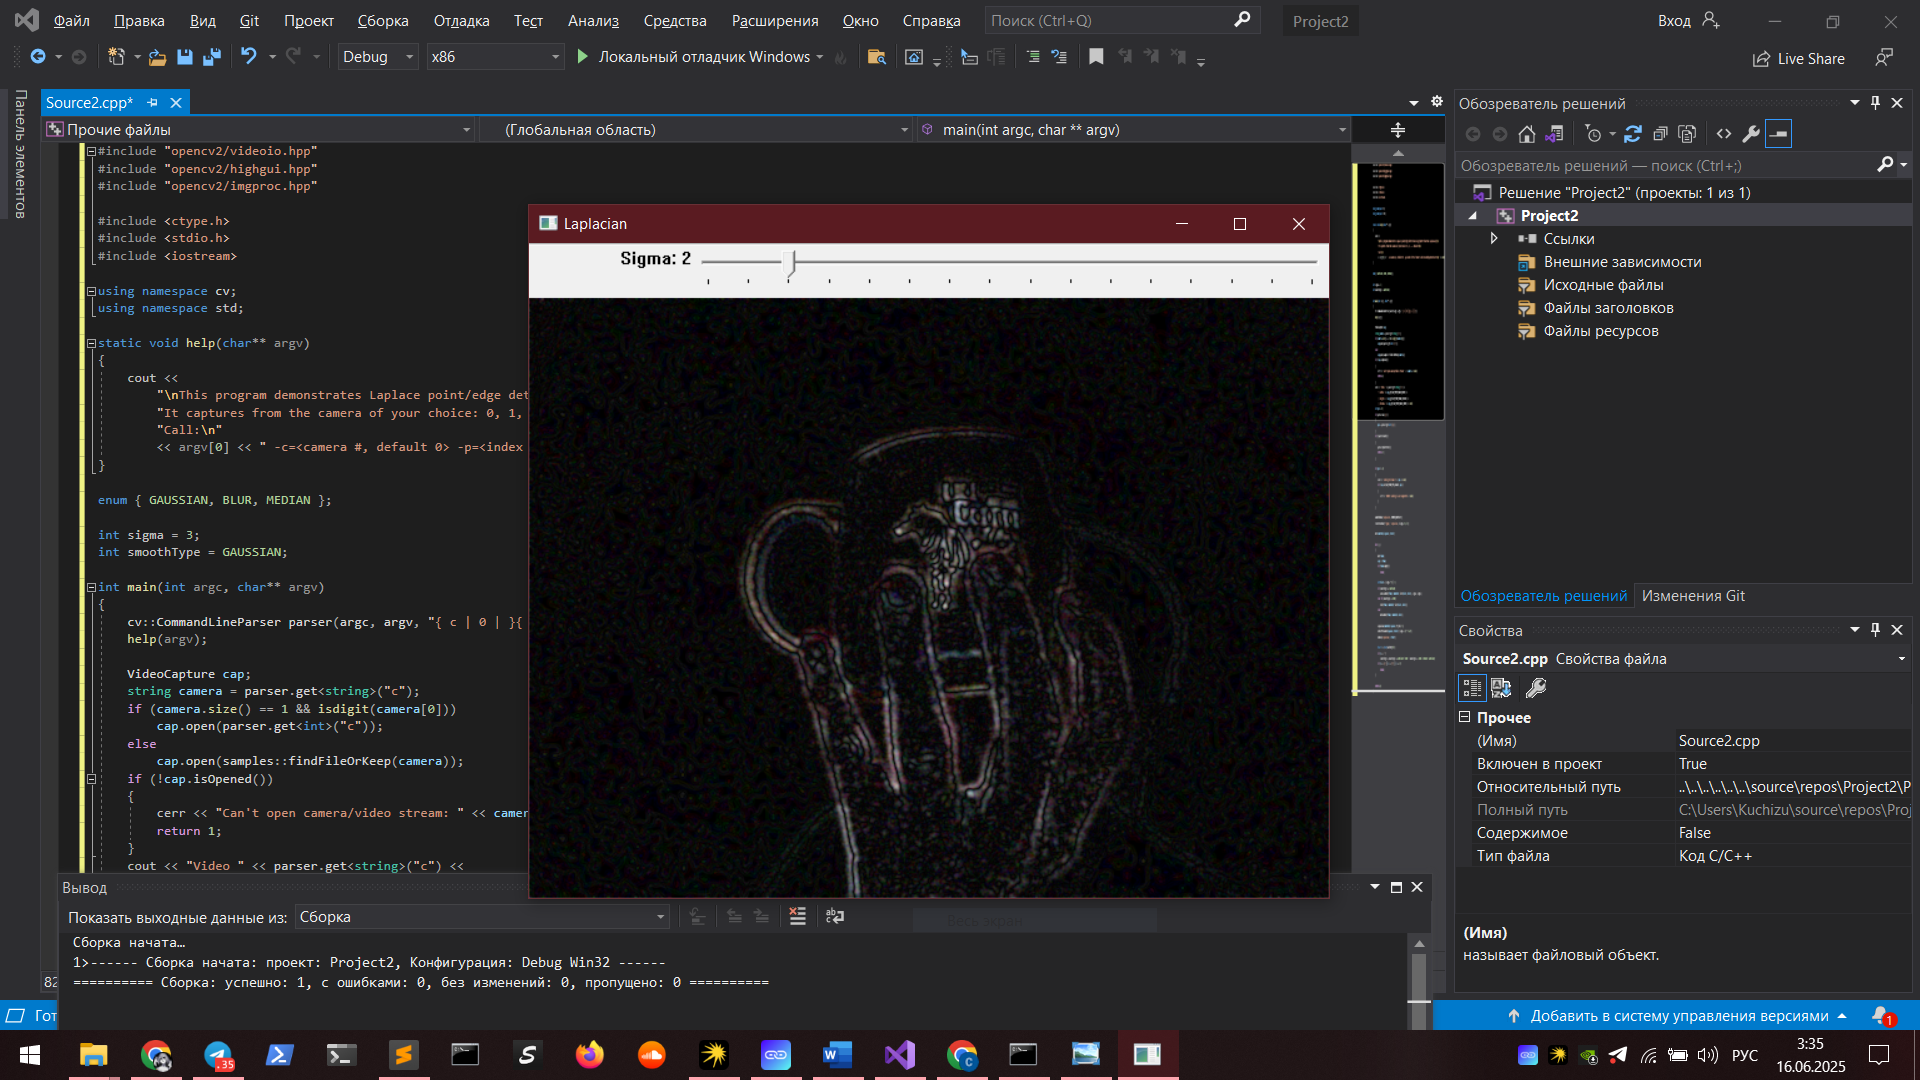 Файл Правка Вид Git Проект Сборка Отладка Тест Анализ Средства Расширения Окно Справка Поиск (Ctrl+Q) Project2 Вход
Debug x86 Локальный отладчик Windows Live Share
Панель элементов
Source2.cpp*
Прочие файлы (Глобальная область) main(int argc, char ** argv)
#include "opencv2/videoio.hpp"
#include "opencv2/highgui.hpp"
#include "opencv2/imgproc.hpp"
#include <ctype.h>
#include <stdio.h>
#include <iostream>
using namespace cv;
using namespace std;
static void help(char** argv)
{
cout <<
"\nThis program demonstrates Laplace point/edge det
"It captures from the camera of your choice: 0, 1,
"Call:\n"
<< argv[0] << " -c=<camera #, default 0> -p=<index
}
enum { GAUSSIAN, BLUR, MEDIAN };
int sigma = 3;
int smoothType = GAUSSIAN;
int main(int argc, char** argv)
{
cv::CommandLineParser parser(argc, argv, "{ c | 0 | }{
help(argv);
VideoCapture cap;
string camera = parser.get<string>("c");
if (camera.size() == 1 && isdigit(camera[0]))
cap.open(parser.get<int>("c"));
else
cap.open(samples::findFileOrKeep(camera));
if (!cap.isOpened())
{
cerr << "Can't open camera/video stream: " << camer
return 1;
}
cout << "Video " << parser.get<string>("c") <<
82
Laplacian
Sigma: 2
Вывод
Показать выходные данные из: Сборка
Весь экран
Сборка начата…
1>------ Сборка начата: проект: Project2, Конфигурация: Debug Win32 ------
========== Сборка: успешно: 1, с ошибками: 0, без изменений: 0, пропущено: 0 ==========
Обозреватель решений
Обозреватель решений — поиск (Ctrl+;)
Решение "Project2" (проекты: 1 из 1)
Project2
Ссылки
Внешние зависимости
Исходные файлы
Файлы заголовков
Файлы ресурсов
Обозреватель решений Изменения Git
Свойства
Source2.cpp Свойства файла
Прочее
(Имя) Source2.cpp
Включен в проект True
Относительный путь ..\..\..\..\..\..\source\repos\Project2\P
Полный путь C:\Users\Kuchizu\source\repos\Proj
Содержимое False
Тип файла Код C/C++
(Имя)
называет файловый объект.
Гот
Добавить в систему управления версиями 1
35
РУС
3:35
16.06.2025